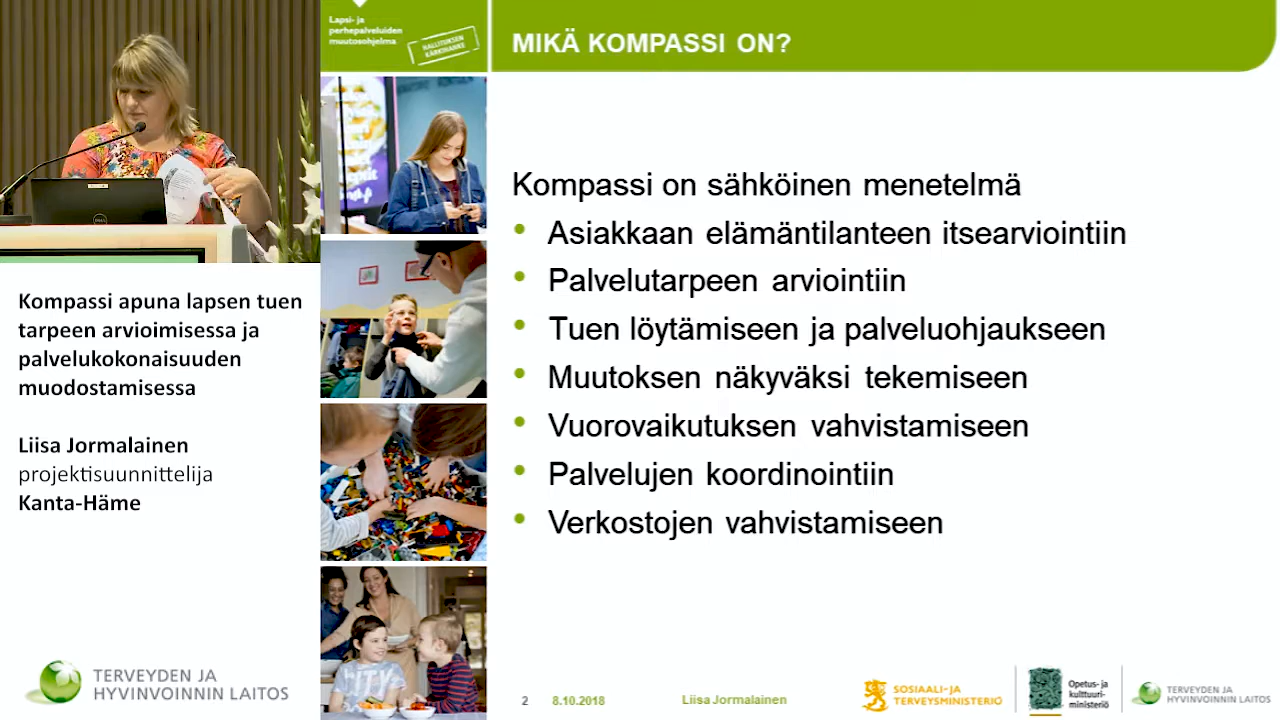 Lapsi- ja
perhepalveluiden
muutosohjelma
HALLITUKSEN
KÄRKIHANKE
MIKÄ KOMPASSI ON?
Kompassi on sähköinen menetelmä
• Asiakkaan elämäntilanteen itsearviointiin
• Palvelutarpeen arviointiin
• Tuen löytämiseen ja palveluohjaukseen
• Muutoksen näkyväksi tekemiseen
• Vuorovaikutuksen vahvistamiseen
• Palvelujen koordinointiin
• Verkostojen vahvistamiseen
Kompassi apuna lapsen tuen
tarpeen arvioimisessa ja
palvelukokonaisuuden
muodostamisessa
Liisa Jormalainen
projektisuunnittelija
Kanta-Häme
TERVEYDEN JA
HYVINVOINNIN LAITOS
2 8.10.2018 Liisa Jormalainen
SOSIAALI- JA
TERVEYSMINISTERIÖ
Opetus- ja
kulttuuri-
ministeriö
TERVEYDEN JA
HYVINVOINNIN LAITOS